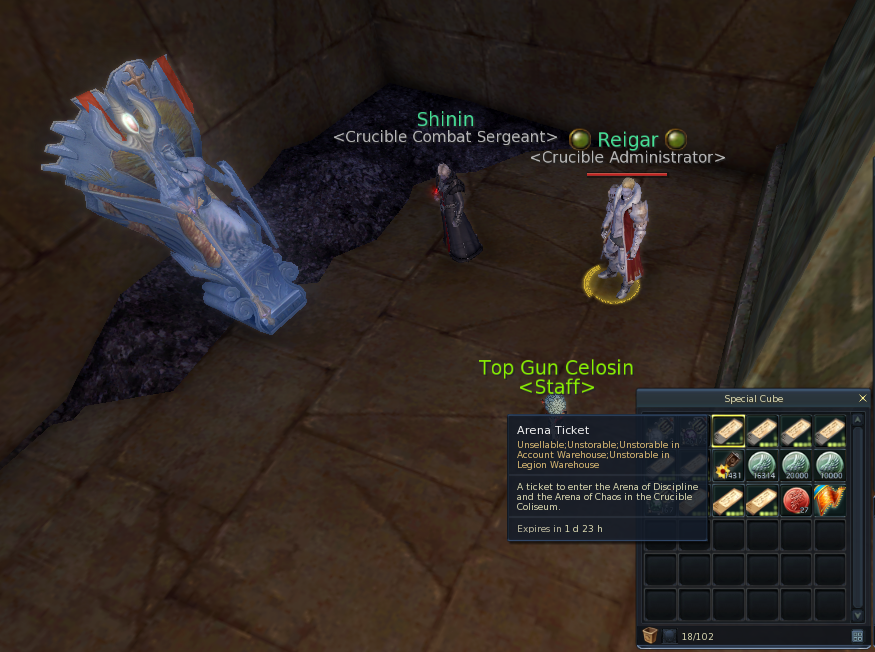 Shinin
<Crucible Combat Sergeant>
Reigar
<Crucible Administrator>
Top Gun Celosin
<Staff>
Special Cube
Arena Ticket
Unsellable;Unstorable;Unstorable in
Account Warehouse;Unstorable in
Legion Warehouse
A ticket to enter the Arena of Discipline
and the Arena of Chaos in the Crucible
Coliseum.
Expires in 1 d 23 h
16314
20000
10000
27
18/102